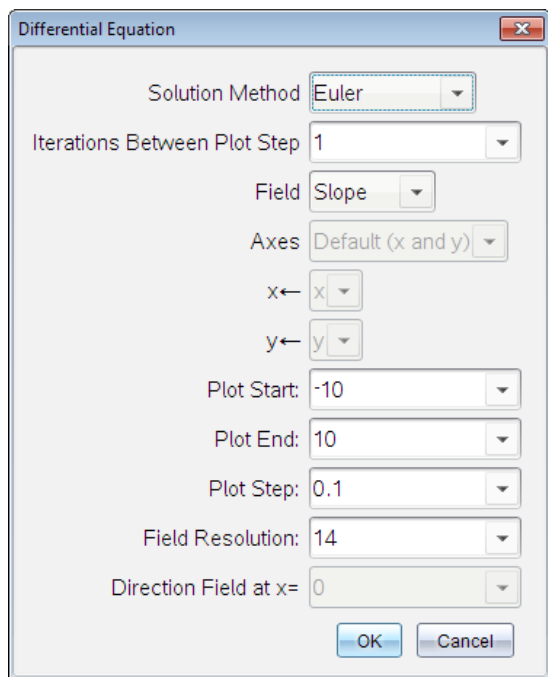 Differential Equation
Solution Method Euler
Iterations Between Plot Step 1
Field Slope
Axes Default (x and y)
x← x
y← y
Plot Start: -10
Plot End: 10
Plot Step: 0.1
Field Resolution: 14
Direction Field at x= 0
OK Cancel